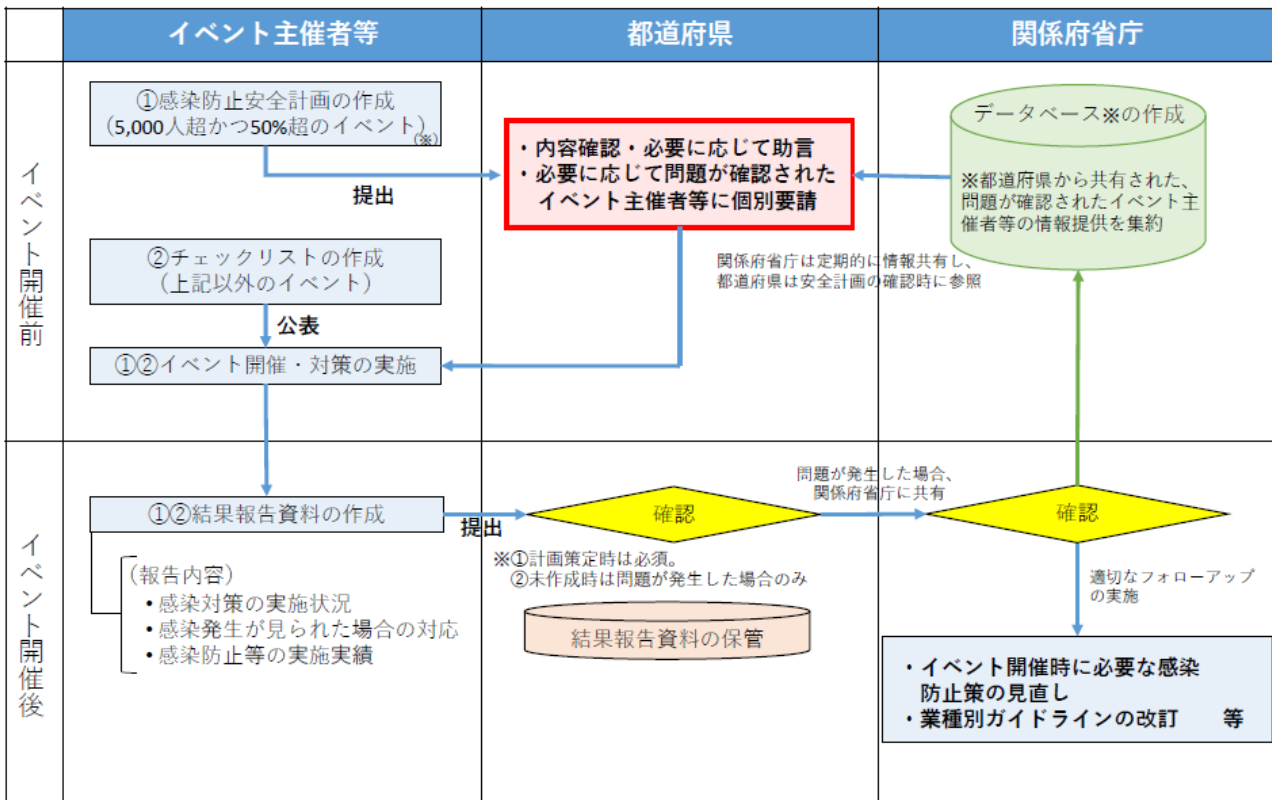 イベント主催者等
都道府県
関係府省庁
イベント開催前
①感染防止安全計画の作成
(5,000人超かつ50%超のイベント)
(※)
提出
②チェックリストの作成
(上記以外のイベント)
公表
①②イベント開催・対策の実施
・内容確認・必要に応じて助言
・必要に応じて問題が確認された
イベント主催者等に個別要請
データベース※の作成
※都道府県から共有された、
問題が確認されたイベント主
催者等の情報提供を集約
関係府省庁は定期的に情報共有し、
都道府県は安全計画の確認時に参照
イベント開催後
①②結果報告資料の作成
提出
(報告内容)
• 感染対策の実施状況
• 感染発生が見られた場合の対応
• 感染防止等の実施実績
確認
※①計画策定時は必須。
②未作成時は問題が発生した場合のみ
結果報告資料の保管
問題が発生した場合、
関係府省庁に共有
確認
適切なフォローアップ
の実施
・イベント開催時に必要な感染
防止策の見直し
・業種別ガイドラインの改訂 等